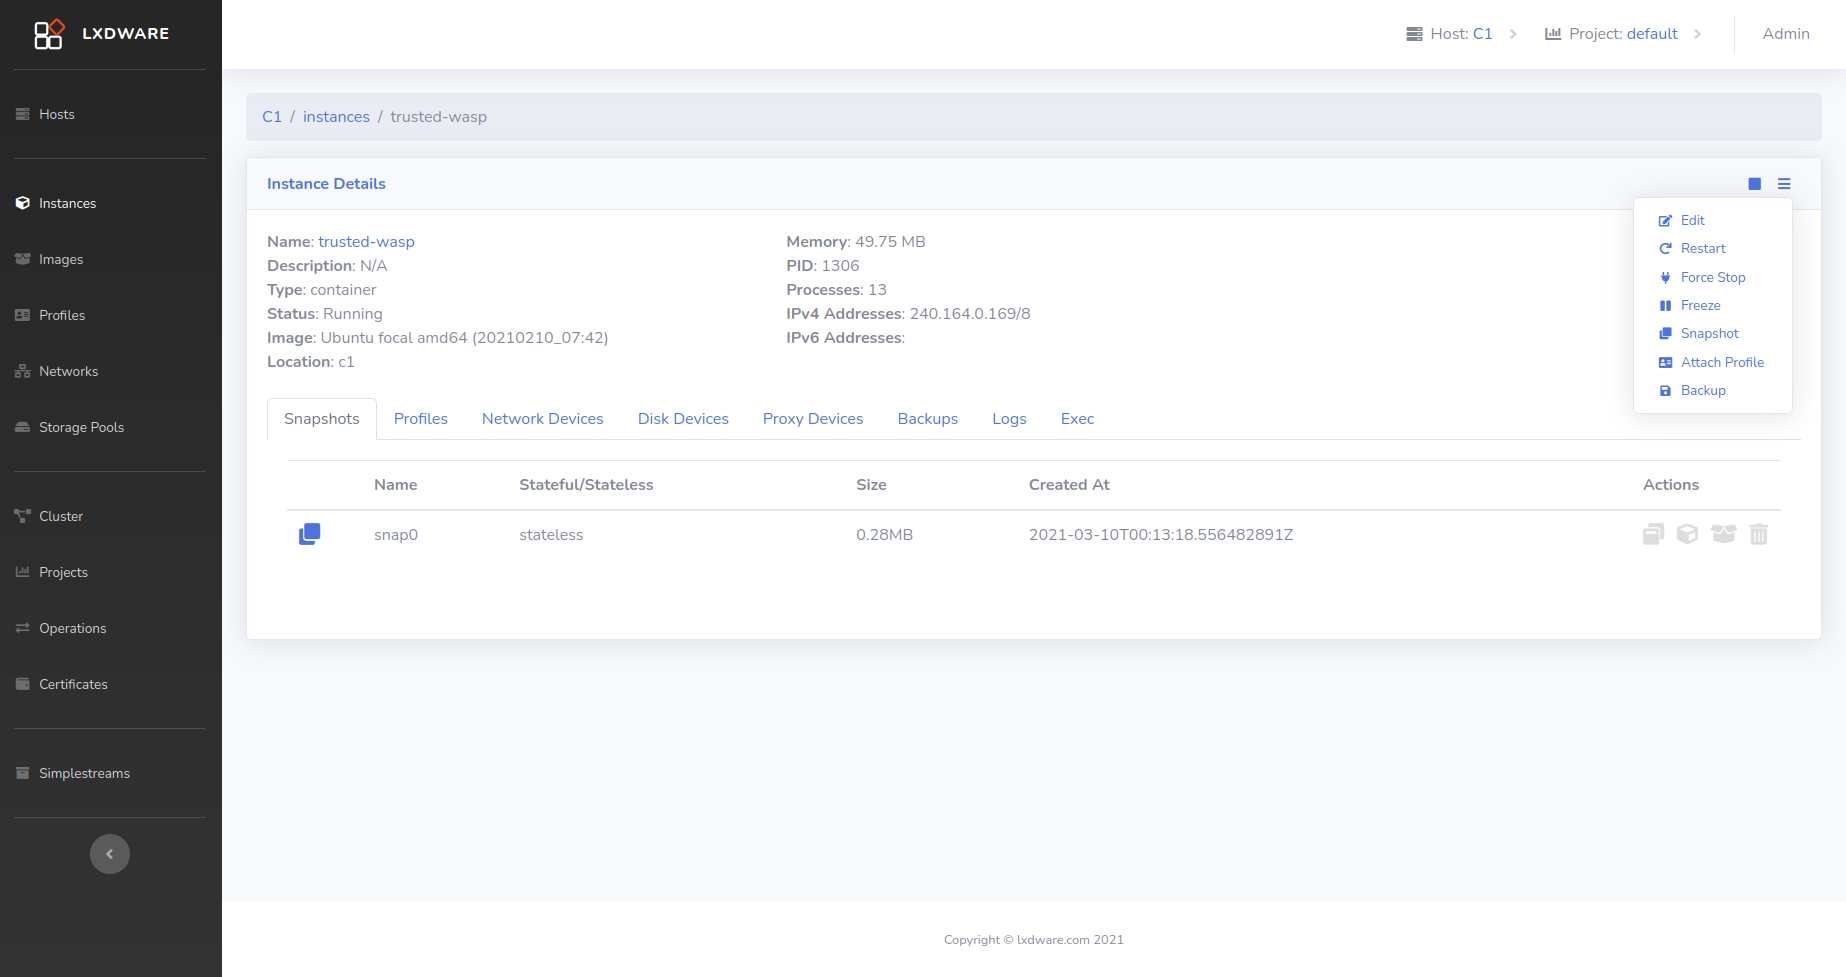 LXDWARE
Host: C1
Project: default
Admin
Hosts
Instances
Images
Profiles
Networks
Storage Pools
Cluster
Projects
Operations
Certificates
Simplestreams
C1 / instances / trusted-wasp
Instance Details
Edit
Restart
Force Stop
Freeze
Snapshot
Attach Profile
Backup
Name: trusted-wasp
Description: N/A
Type: container
Status: Running
Image: Ubuntu focal amd64 (20210210_07:42)
Location: c1
Memory: 49.75 MB
PID: 1306
Processes: 13
IPv4 Addresses: 240.164.0.169/8
IPv6 Addresses:
Snapshots Profiles Network Devices Disk Devices Proxy Devices Backups Logs Exec
Name Stateful/Stateless Size Created At Actions
snap0 stateless 0.28MB 2021-03-10T00:13:18.556482891Z
Copyright © lxdware.com 2021